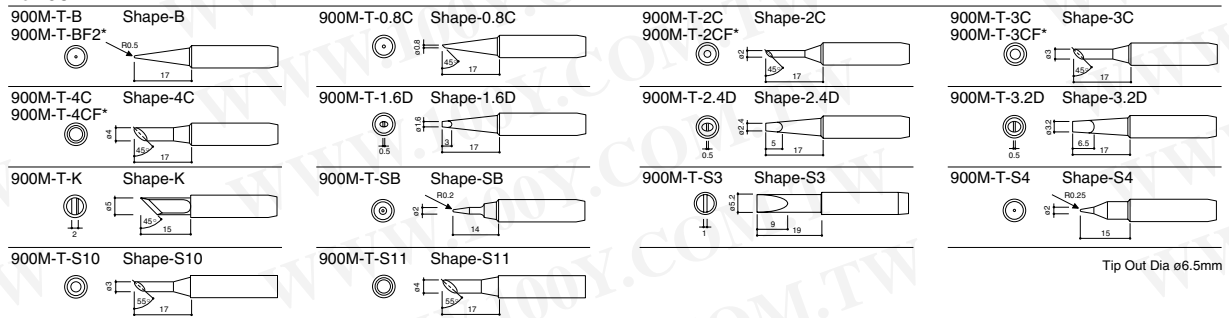 900M-T-B Shape-B
900M-T-BF2*
R0.5
17
900M-T-0.8C Shape-0.8C
ø0.8
45°
17
900M-T-2C Shape-2C
900M-T-2CF*
ø2
45°
17
900M-T-3C Shape-3C
900M-T-3CF*
ø3
45°
17
900M-T-4C Shape-4C
900M-T-4CF*
ø4
45°
17
900M-T-1.6D Shape-1.6D
ø1.6
0.5
3
17
900M-T-2.4D Shape-2.4D
ø2.4
0.5
5
17
900M-T-3.2D Shape-3.2D
ø3.2
0.5
6.5
17
900M-T-K Shape-K
ø5
45°
2
15
900M-T-SB Shape-SB
R0.2
ø2
14
900M-T-S3 Shape-S3
ø5.2
1
9
19
900M-T-S4 Shape-S4
R0.25
ø2
15
900M-T-S10 Shape-S10
ø3
55°
17
900M-T-S11 Shape-S11
ø4
55°
17
Tip Out Dia ø6.5mm
WWW.100Y.COM.TW